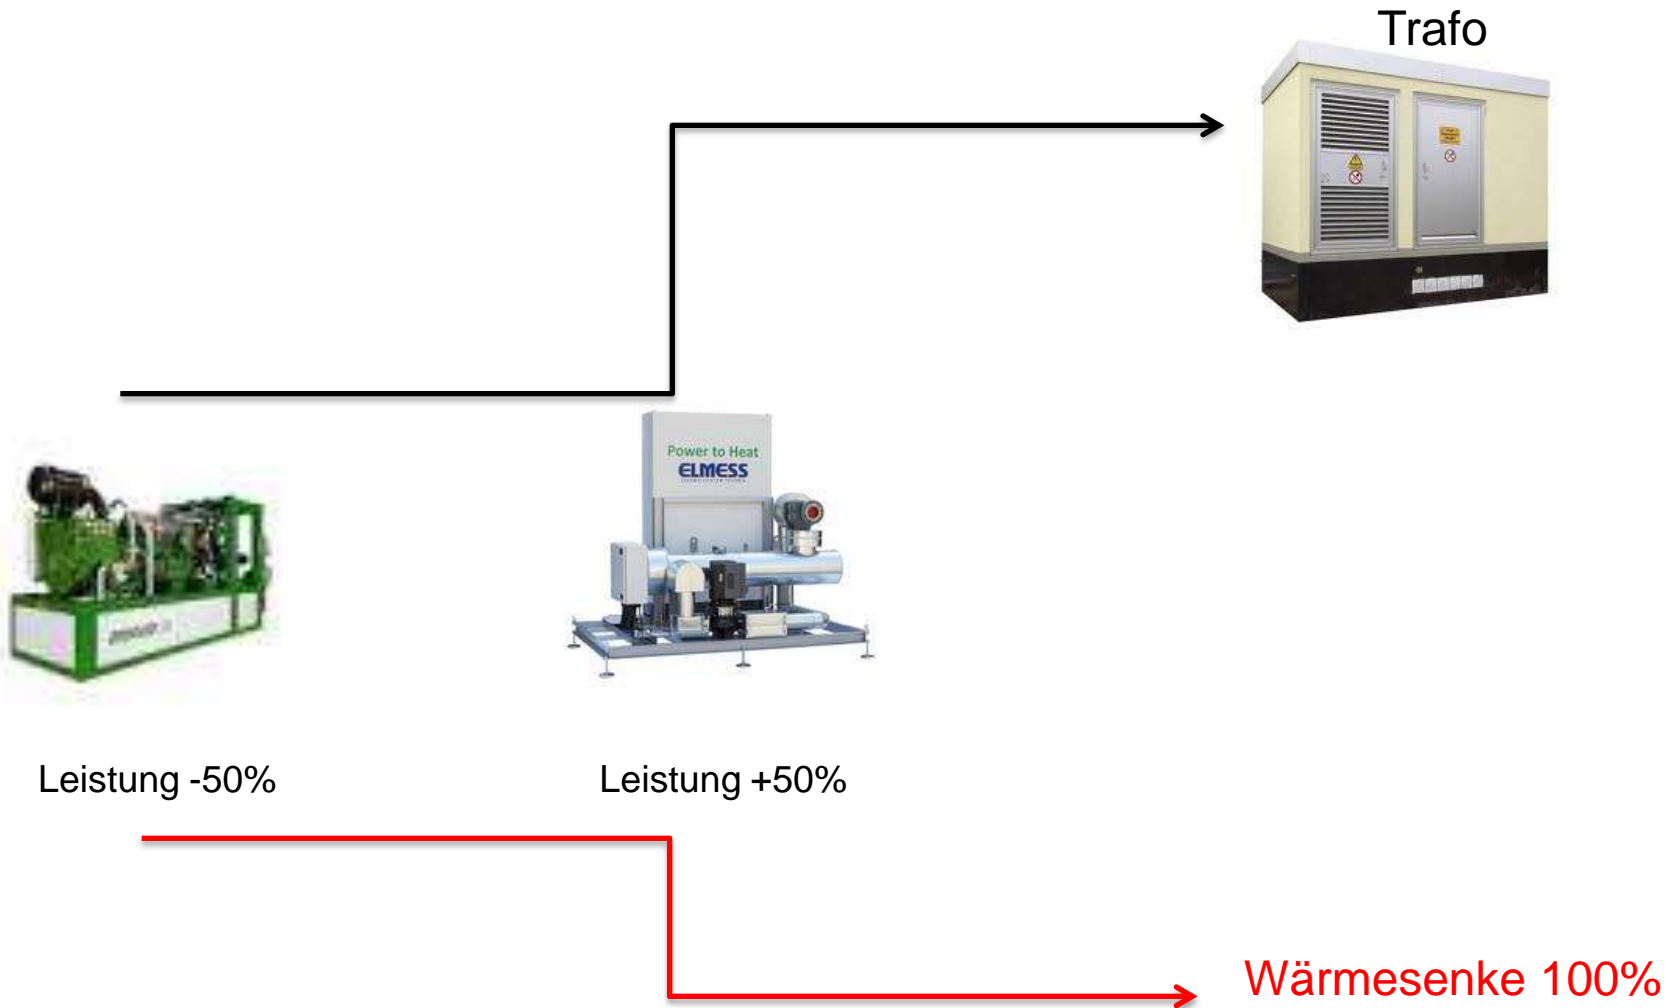 Trafo
Power to Heat
ELMESS
Leistung -50%
Leistung +50%
Wärmesenke 100%